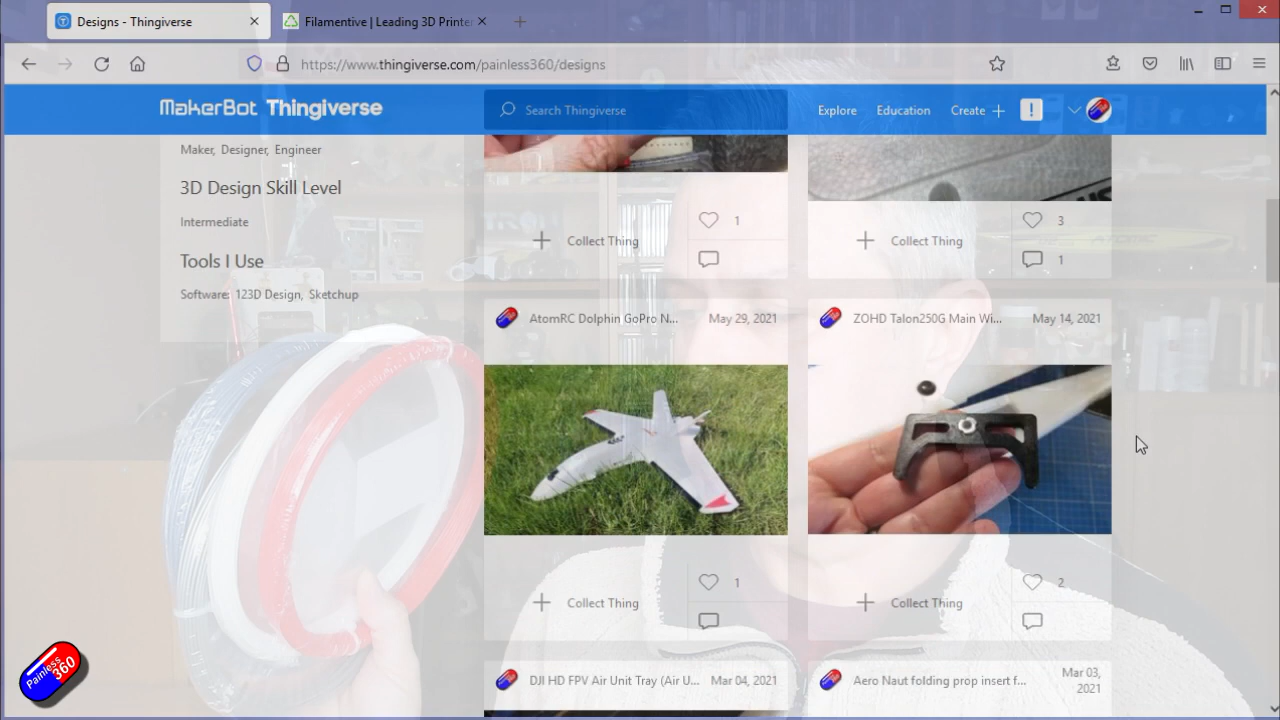 Designs - Thingiverse
Filamentive | Leading 3D Printe
https://www.thingiverse.com/painless360/designs
MakerBot Thingiverse
Search Thingiverse
Explore
Education
Create
Maker, Designer, Engineer
3D Design Skill Level
Intermediate
Tools I Use
Software: 123D Design, Sketchup
1
Collect Thing
3
Collect Thing
1
AtomRC Dolphin GoPro N...
May 29, 2021
ZOHD Talon250G Main Wi...
May 14, 2021
1
Collect Thing
2
Collect Thing
DJI HD FPV Air Unit Tray (Air U...
Mar 04, 2021
Aero Naut folding prop insert f...
Mar 03,
2021
Painless
360